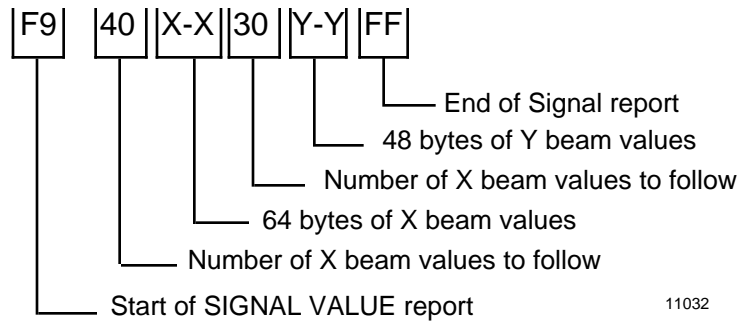 F9 40 X-X 30 Y-Y FF
End of Signal report
48 bytes of Y beam values
Number of X beam values to follow
64 bytes of X beam values
Number of X beam values to follow
Start of SIGNAL VALUE report 11032